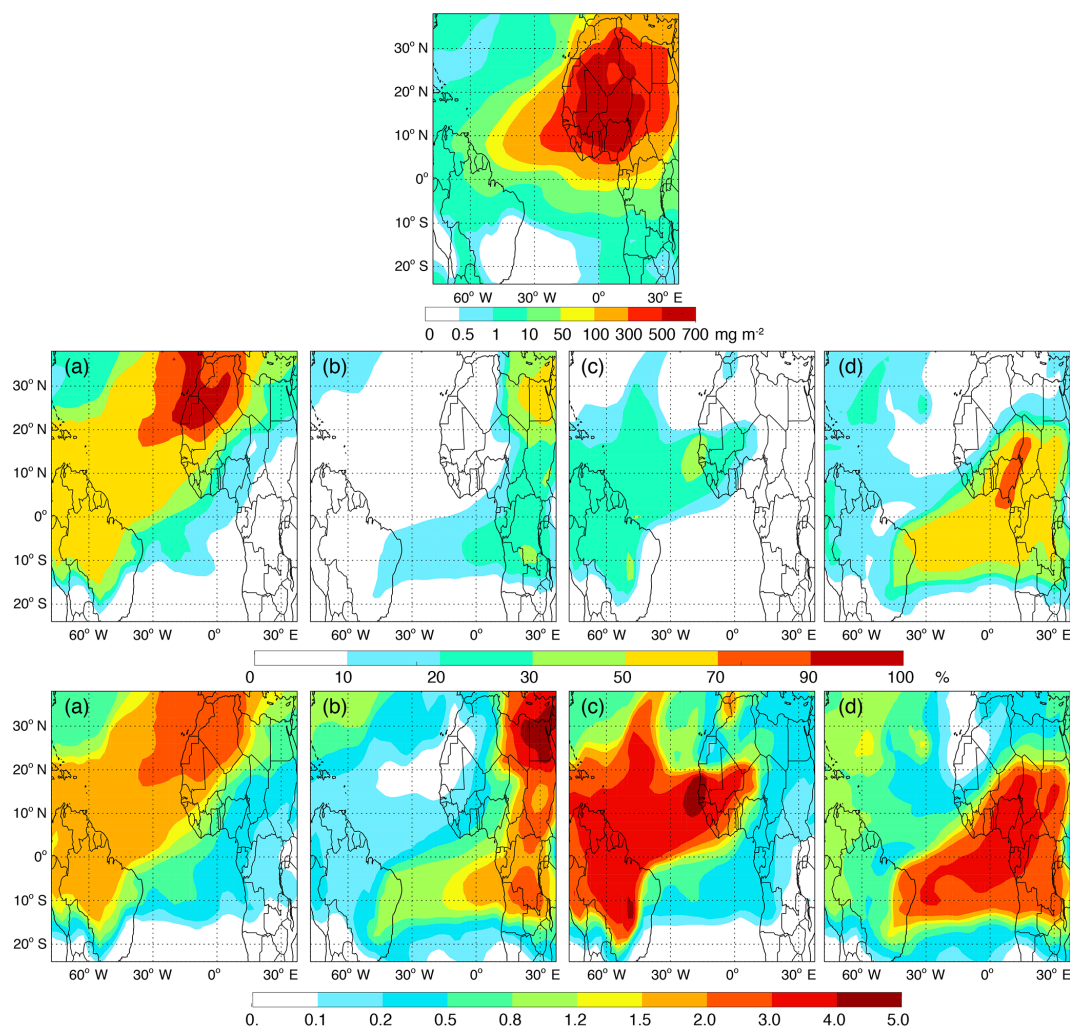 30° N
20° N
10° N
0°
10° S
20° S
60° W 30° W 0° 30° E
0 0.5 1 10 50 100 300 500 700 mg m⁻²
(a) (b) (c) (d)
30° N
20° N
10° N
0°
10° S
20° S
60° W 30° W 0° 30° E 60° W 30° W 0° 30° E 60° W 30° W 0° 30° E 60° W 30° W 0° 30° E
0 10 20 30 50 70 90 100 %
(a) (b) (c) (d)
30° N
20° N
10° N
0°
10° S
20° S
60° W 30° W 0° 30° E 60° W 30° W 0° 30° E 60° W 30° W 0° 30° E 60° W 30° W 0° 30° E
0. 0.1 0.2 0.5 0.8 1.2 1.5 2.0 3.0 4.0 5.0